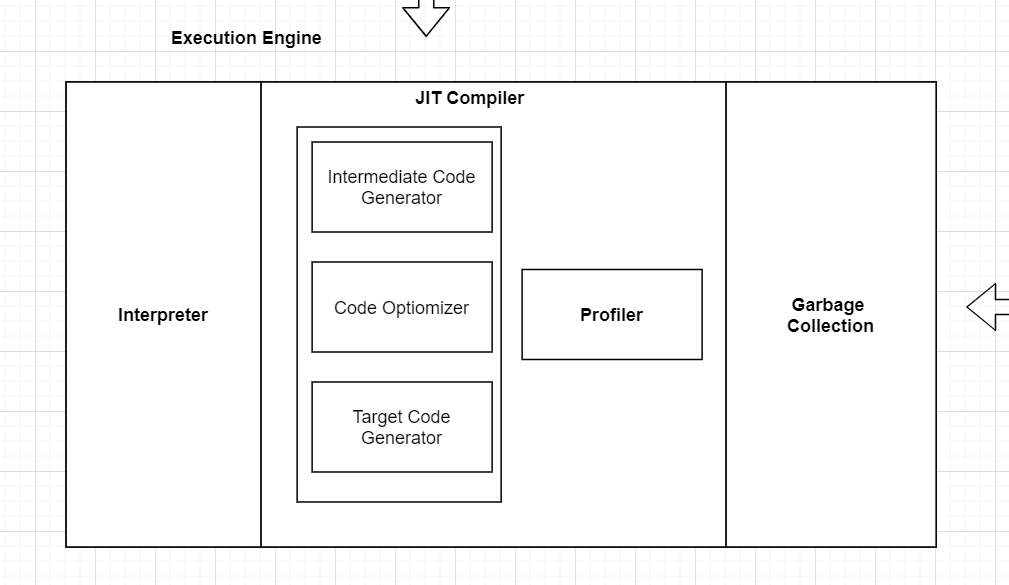 Execution Engine
JIT Compiler
Intermediate Code
Generator
Code Optiomizer
Target Code
Generator
Interpreter
Profiler
Garbage
Collection